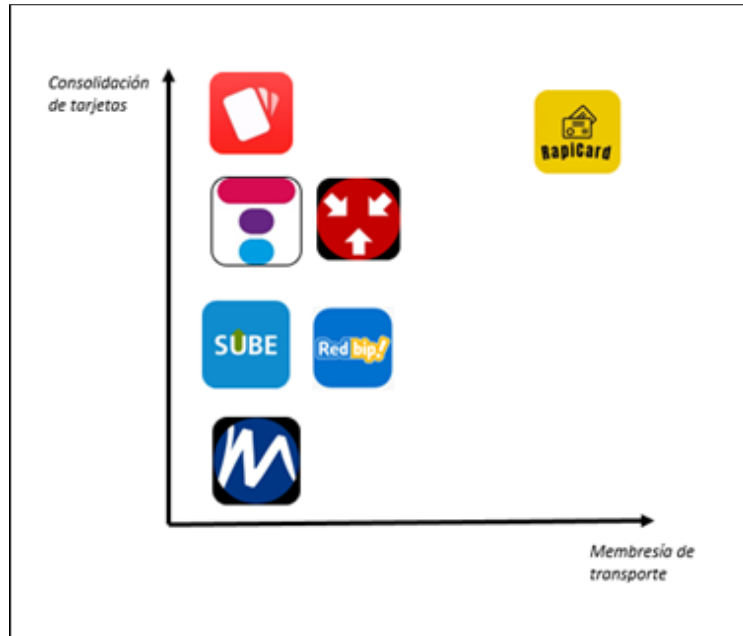 Consolidación
de tarjetas
RapiCard
SUBE
Red bip!
Membresía de
transporte